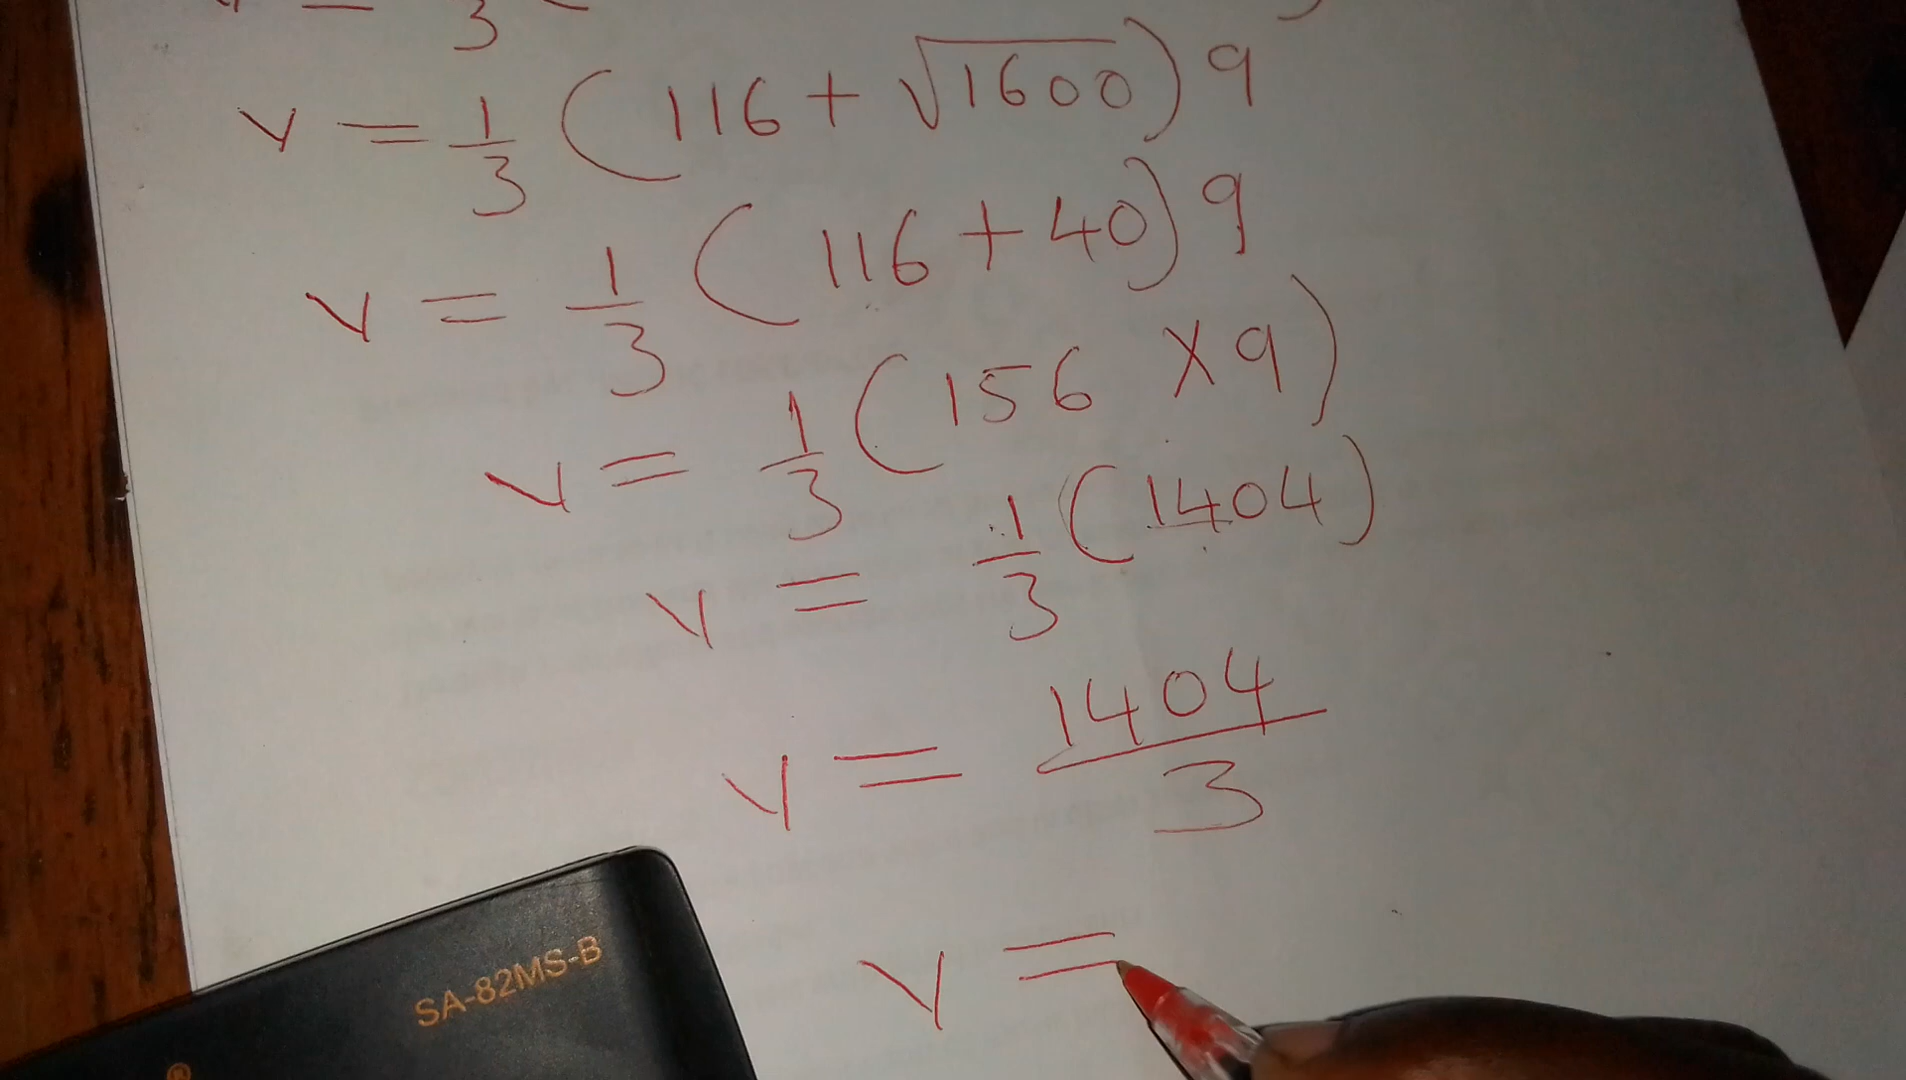 3
v = 1/3 (116 + √1600) 9
v = 1/3 (116 + 40) 9
v = 1/3 (156 × 9)
v = 1/3 (1404)
v = 1404/3
v =
SA-82MS-B
®